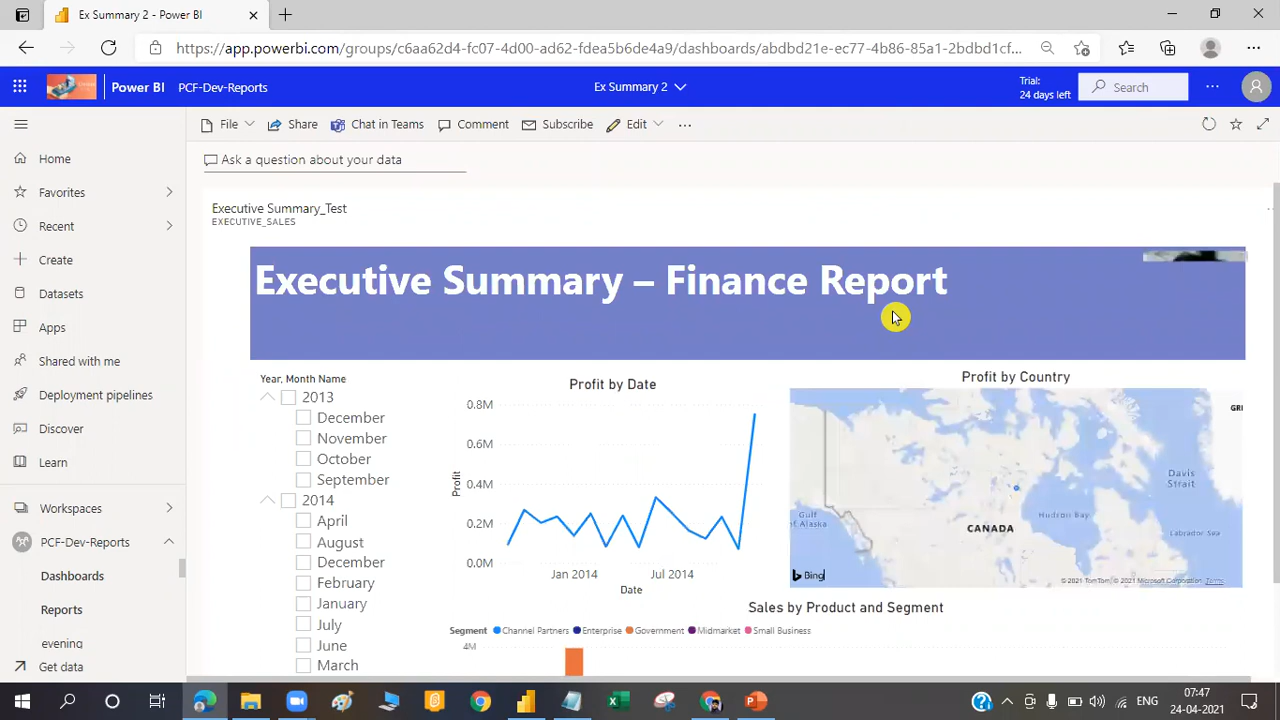 Ex Summary 2 - Power BI
https://app.powerbi.com/groups/c6aa62d4-fc07-4d00-ad62-fdea5b6de4a9/dashboards/abdbd21e-ec77-4b86-85a1-2bdbd1cf...
Power BI PCF-Dev-Reports
Ex Summary 2
Trial:
24 days left
Search
File Share Chat in Teams Comment Subscribe Edit
Ask a question about your data
Home
Favorites
Recent
Create
Datasets
Apps
Shared with me
Deployment pipelines
Discover
Learn
Workspaces
PCF-Dev-Reports
Dashboards
Reports
evening
Get data
Executive Summary_Test
EXECUTIVE_SALES
Executive Summary – Finance Report
Year, Month Name
2013
December
November
October
September
2014
April
August
December
February
January
July
June
March
Profit by Date
0.8M
0.6M
0.4M
0.2M
0.0M
Profit
Jan 2014 Jul 2014
Date
Profit by Country
GRI
Davis
Strait
Gulf
of Alaska
Hudson Bay
Labrador Sea
CANADA
Bing
© 2021 TomTom, © 2021 Microsoft Corporation Terms
Sales by Product and Segment
Segment Channel Partners Enterprise Government Midmarket Small Business
4M
ENG
07:47
24-04-2021